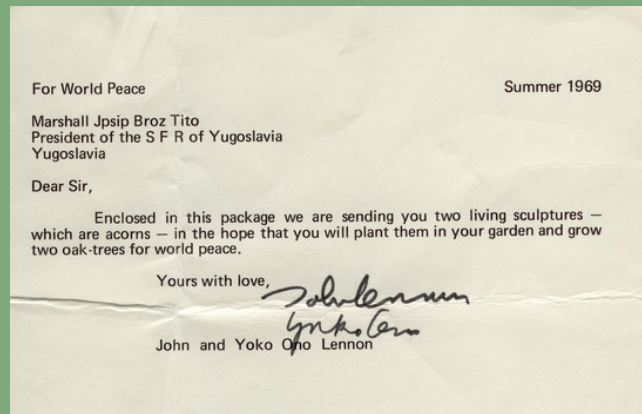 For World Peace
Summer 1969
Marshall Jpsip Broz Tito
President of the S F R of Yugoslavia
Yugoslavia
Dear Sir,
Enclosed in this package we are sending you two living sculptures —
which are acorns — in the hope that you will plant them in your garden and grow
two oak-trees for world peace.
Yours with love,
John Lennon
Yoko Ono
John and Yoko Ono Lennon